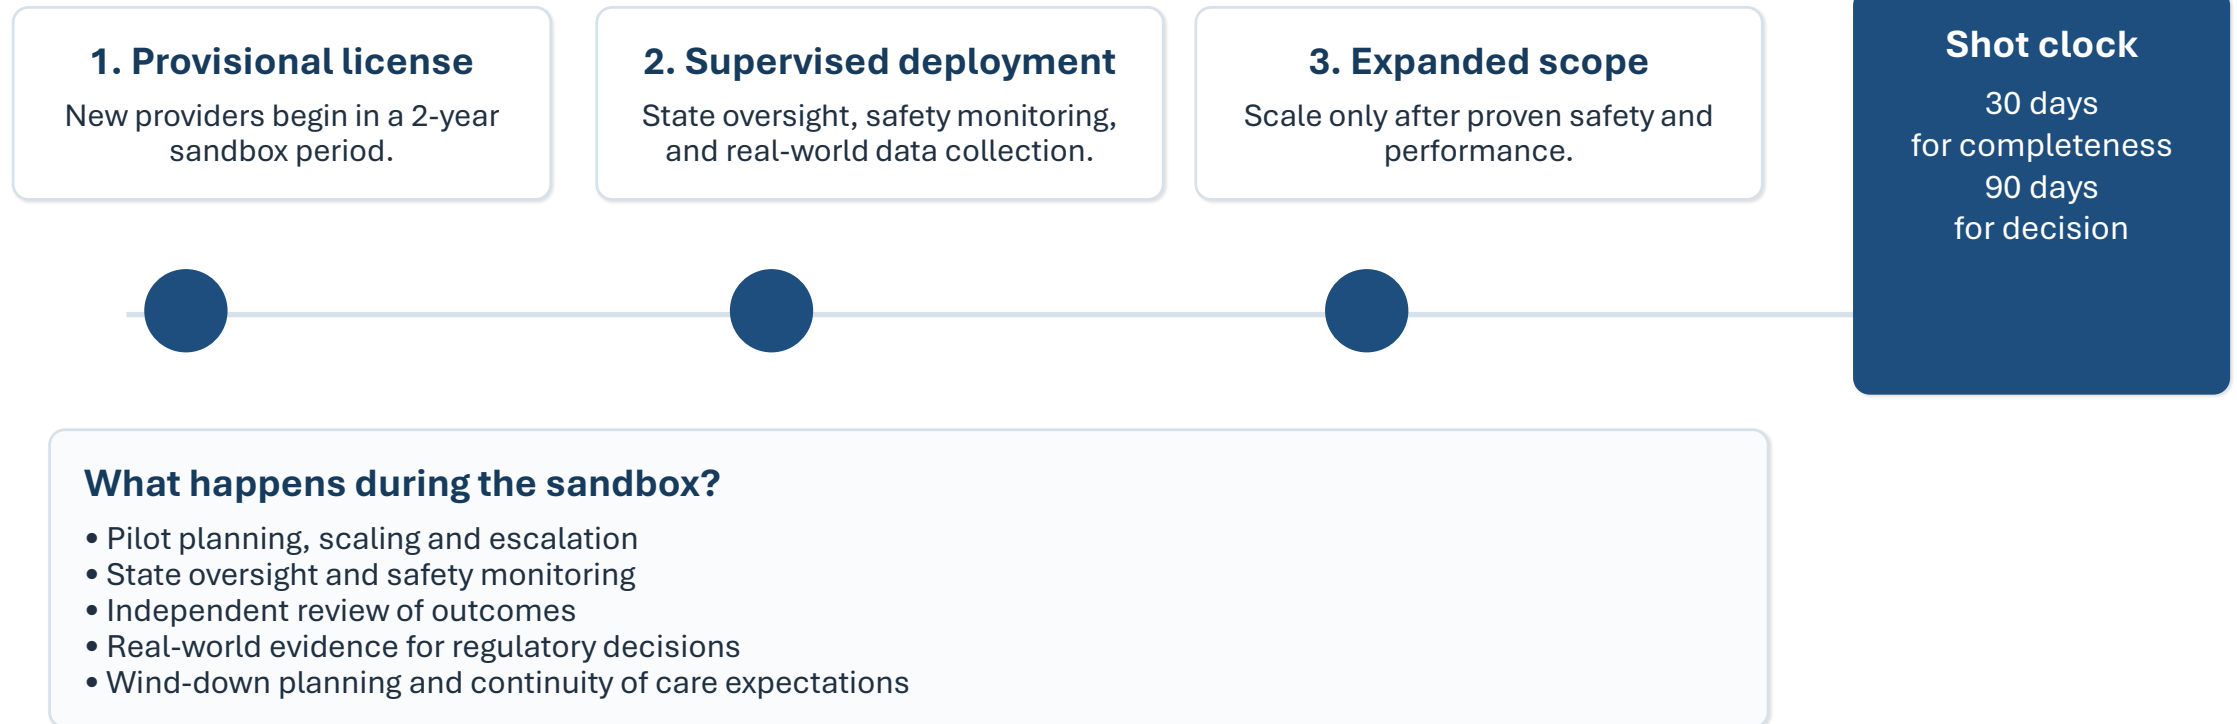 1. Provisional license
New providers begin in a 2-year
sandbox period.
2. Supervised deployment
State oversight, safety monitoring,
and real-world data collection.
3. Expanded scope
Scale only after proven safety and
performance.
Shot clock
30 days
for completeness
90 days
for decision
What happens during the sandbox?
• Pilot planning, scaling and escalation
• State oversight and safety monitoring
• Independent review of outcomes
• Real-world evidence for regulatory decisions
• Wind-down planning and continuity of care expectations